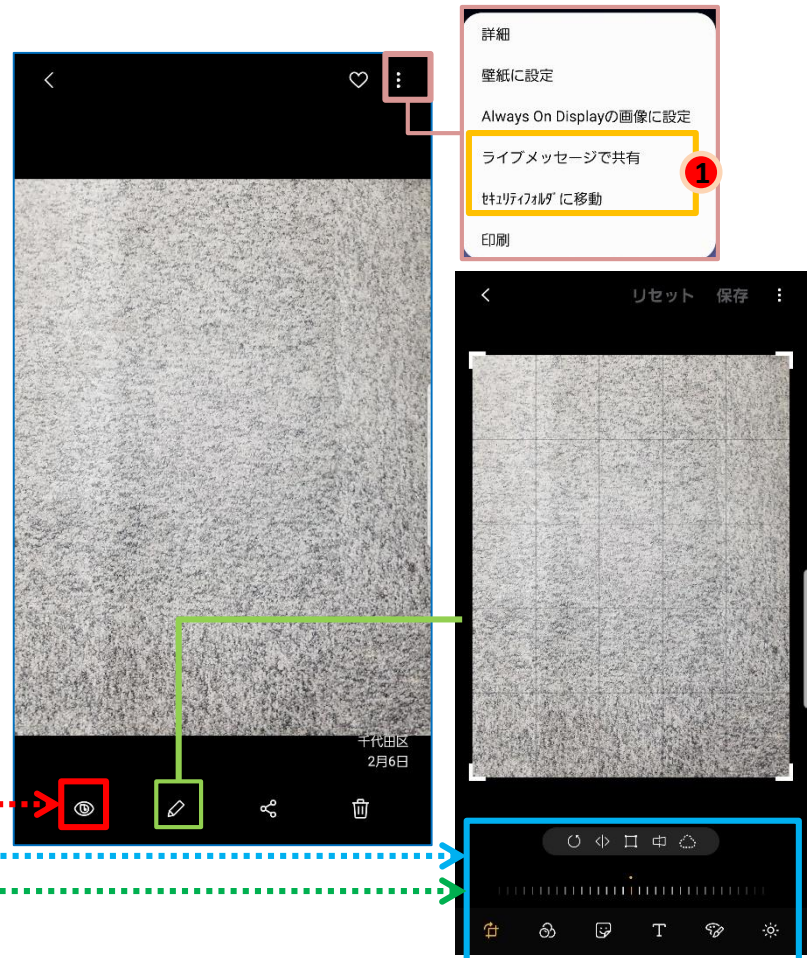 詳細
壁紙に設定
Always On Displayの画像に設定
ライブメッセージで共有
1
ｾｷｭﾘﾃｨﾌｫﾙﾀﾞに移動
印刷
リセット 保存
千代田区
2月6日
T